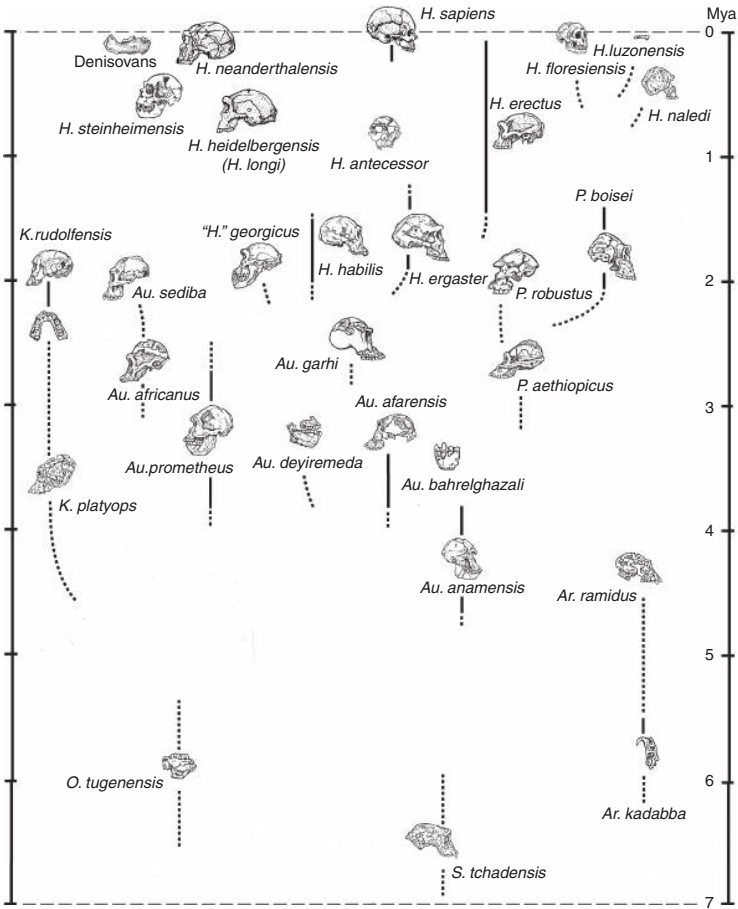 Mya
H. sapiens
0
Denisovans
H. neanderthalensis
H.luzonensis
H. floresiensis
H. steinheimensis
H. erectus
H. naledi
H. heidelbergensis
(H. longi)
H. antecessor
1
P. boisei
K.rudolfensis
"H." georgicus
H. habilis
H. ergaster
2
Au. sediba
P. robustus
Au. garhi
Au. africanus
P. aethiopicus
Au. afarensis
3
Au.prometheus
Au. deyiremeda
Au. bahrelghazali
K. platyops
4
Au. anamensis
Ar. ramidus
5
O. tugenensis
6
Ar. kadabba
S. tchadensis
7